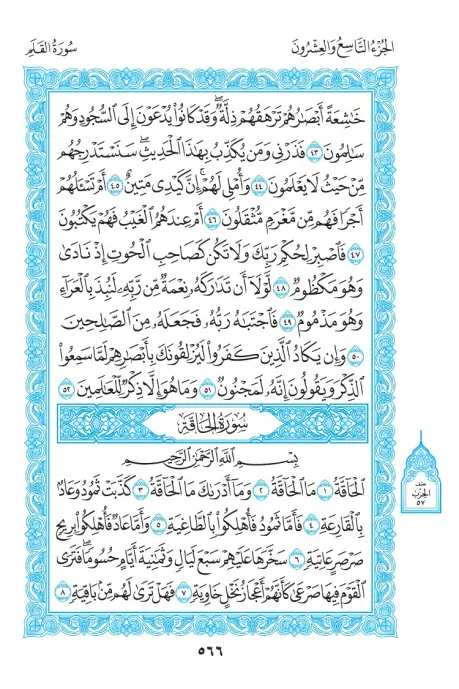 الجُزْءُ التَّاسِعُ وَالعِشْرُونَ
سُورَةُ القَلَمِ
خَٰشِعَةً أَبْصَٰرُهُمْ تَرْهَقُهُمْ ذِلَّةٌ ۖ وَقَدْ كَانُوا۟ يُدْعَوْنَ إِلَى ٱلسُّجُودِ وَهُمْ
سَٰلِمُونَ ٤٣ فَذَرْنِى وَمَن يُكَذِّبُ بِهَٰذَا ٱلْحَدِيثِ ۖ سَنَسْتَدْرِجُهُم
مِّنْ حَيْثُ لَا يَعْلَمُونَ ٤٤ وَأُمْلِى لَهُمْ ۚ إِنَّ كَيْدِى مَتِينٌ ٤٥ أَمْ تَسْـَٔلُهُمْ
أَجْرًا فَهُم مِّن مَّغْرَمٍ مُّثْقَلُونَ ٤٦ أَمْ عِندَهُمُ ٱلْغَيْبُ فَهُمْ يَكْتُبُونَ
٤٧ فَٱصْبِرْ لِحُكْمِ رَبِّكَ وَلَا تَكُن كَصَاحِبِ ٱلْحُوتِ إِذْ نَادَىٰ
وَهُوَ مَكْظُومٌ ٤٨ لَّوْلَآ أَن تَدَٰرَكَهُۥ نِعْمَةٌ مِّن رَّبِّهِۦ لَنُبِذَ بِٱلْعَرَآءِ
وَهُوَ مَذْمُومٌ ٤٩ فَٱجْتَبَٰهُ رَبُّهُۥ فَجَعَلَهُۥ مِنَ ٱلصَّٰلِحِينَ
٥٠ وَإِن يَكَادُ ٱلَّذِينَ كَفَرُوا۟ لَيُزْلِقُونَكَ بِأَبْصَٰرِهِمْ لَمَّا سَمِعُوا۟
ٱلذِّكْرَ وَيَقُولُونَ إِنَّهُۥ لَمَجْنُونٌ ٥١ وَمَا هُوَ إِلَّا ذِكْرٌ لِّلْعَٰلَمِينَ ٥٢
سُورَةُ الحَاقَّةِ
بِسْمِ ٱللَّهِ ٱلرَّحْمَٰنِ ٱلرَّحِيمِ
ٱلْحَآقَّةُ ١ مَا ٱلْحَآقَّةُ ٢ وَمَآ أَدْرَىٰكَ مَا ٱلْحَآقَّةُ ٣ كَذَّبَتْ ثَمُودُ وَعَادٌۢ
بِٱلْقَارِعَةِ ٤ فَأَمَّا ثَمُودُ فَأُهْلِكُوا۟ بِٱلطَّاغِيَةِ ٥ وَأَمَّا عَادٌ فَأُهْلِكُوا۟ بِرِيحٍ
صَرْصَرٍ عَاتِيَةٍ ٦ سَخَّرَهَا عَلَيْهِمْ سَبْعَ لَيَالٍ وَثَمَٰنِيَةَ أَيَّامٍ حُسُومًا ۖ فَتَرَى
ٱلْقَوْمَ فِيهَا صَرْعَىٰ كَأَنَّهُمْ أَعْجَازُ نَخْلٍ خَاوِيَةٍ ٧ فَهَلْ تَرَىٰ لَهُم مِّنۢ بَاقِيَةٍ ٨
الحِزْب
٥٧
٥٦٦